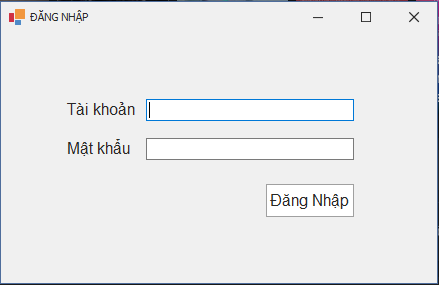 ĐĂNG NHẬP
Tài khoản
Mật khẩu
Đăng Nhập